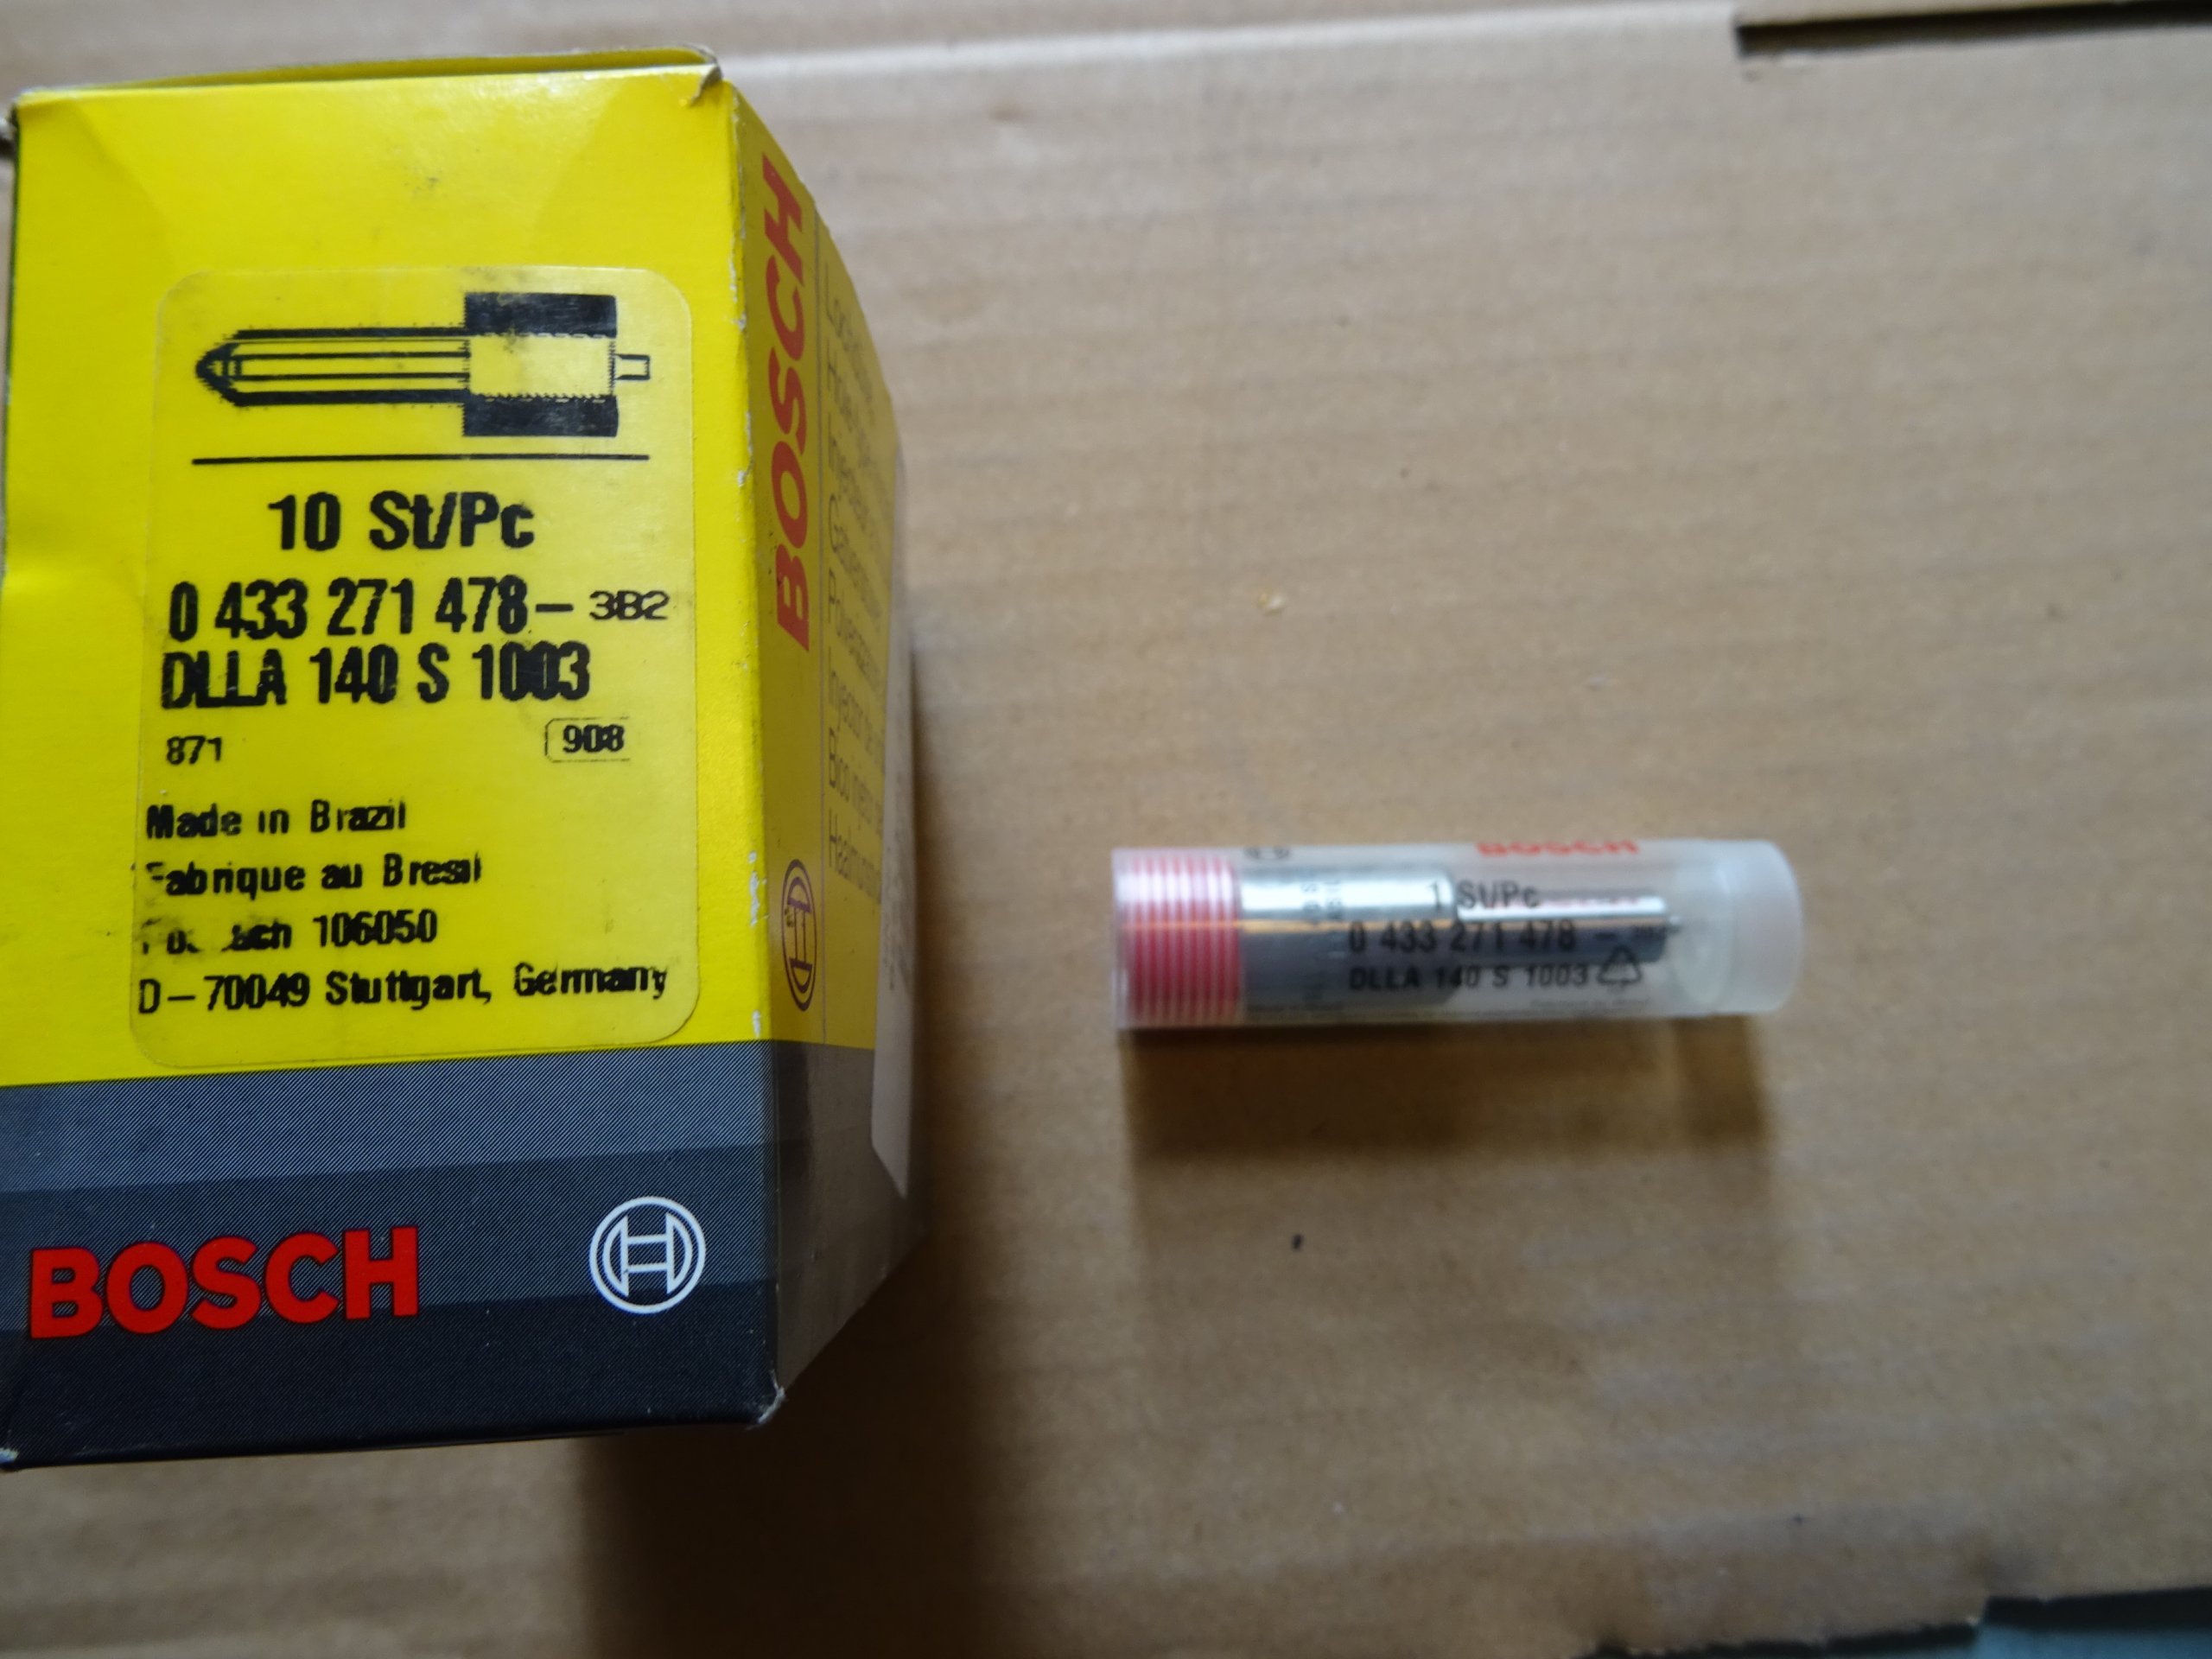 10 St/Pc
0 433 271 478 – 3B2
DLLA 140 S 1003
871 908
Made in Brazil
Fabrique au Bresil
106050
D–70049 Stuttgart, Germany
BOSCH
BOSCH
BOSCH
1 St/Pc
0 433 271 478 –
DLLA 140 S 1003